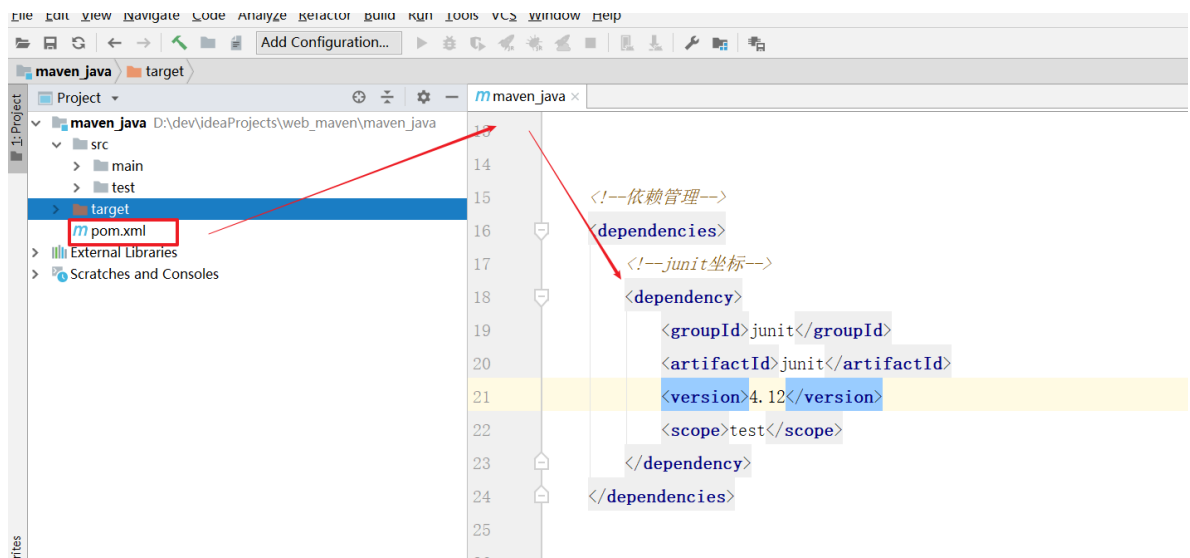 File Edit View Navigate Code Analyze Refactor Build Run Tools VCS Window Help
Add Configuration...
maven_java target
1: Project
Project
maven_java D:\dev\ideaProjects\web_maven\maven_java
src
main
test
target
pom.xml
External Libraries
Scratches and Consoles
m maven_java
13
14
15 <!--依赖管理-->
16 <dependencies>
17 <!--junit坐标-->
18 <dependency>
19 <groupId>junit</groupId>
20 <artifactId>junit</artifactId>
21 <version>4.12</version>
22 <scope>test</scope>
23 </dependency>
24 </dependencies>
25